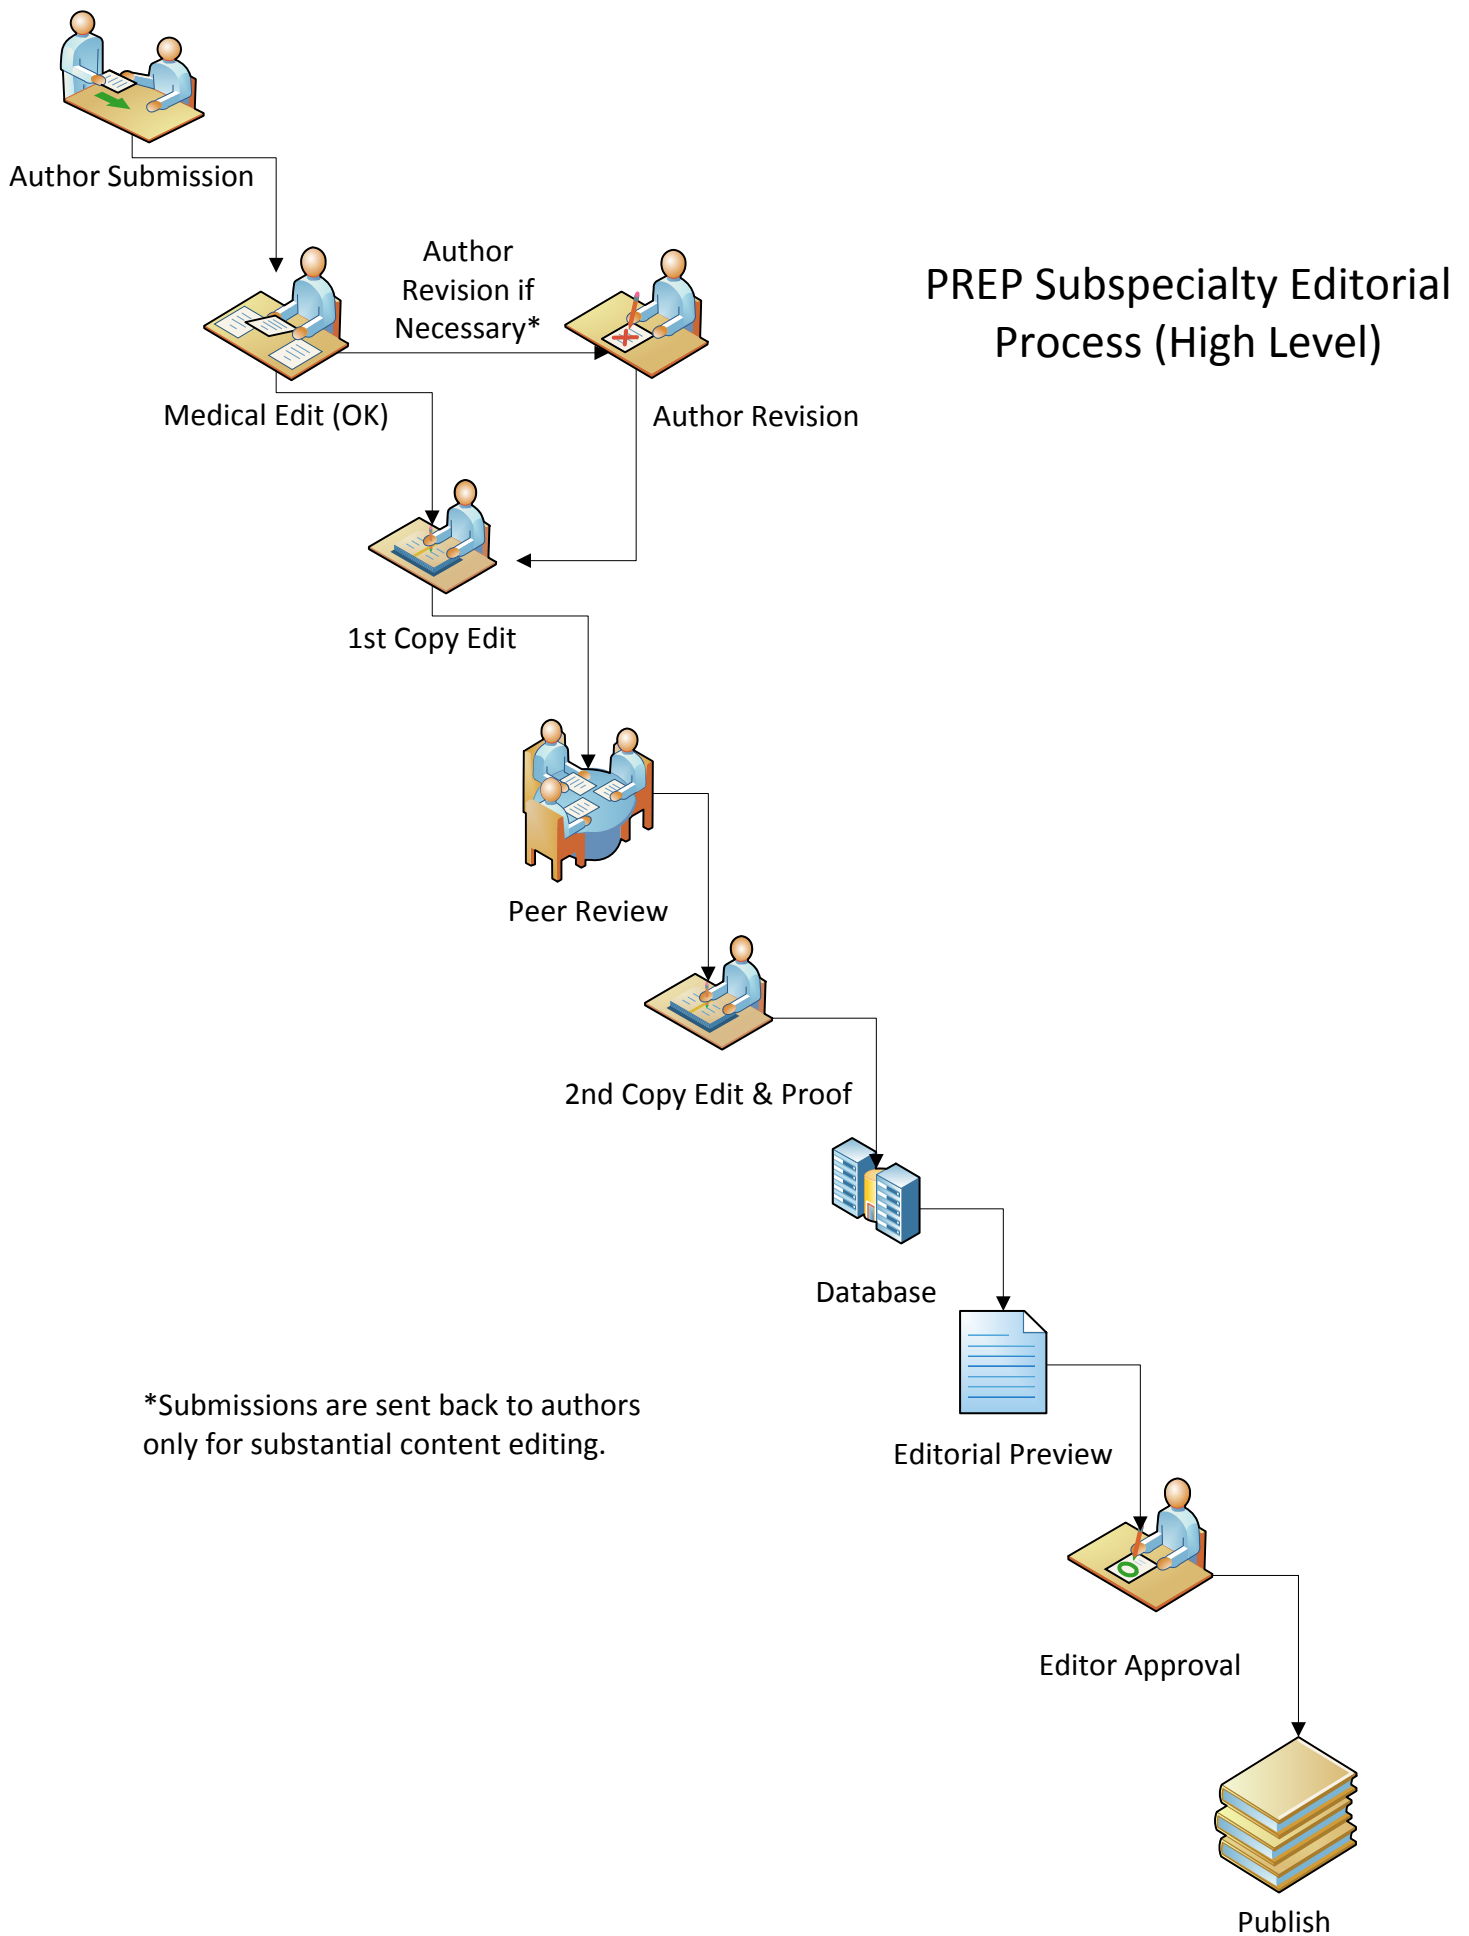 Author Submission
Author
Revision if
Necessary*
PREP Subspecialty Editorial
Process (High Level)
Medical Edit (OK)
Author Revision
1st Copy Edit
Peer Review
2nd Copy Edit & Proof
Database
*Submissions are sent back to authors
only for substantial content editing.
Editorial Preview
Editor Approval
Publish